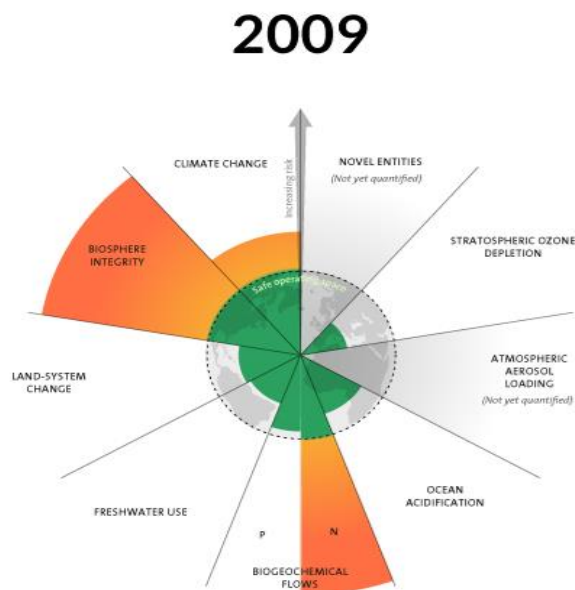 2009
CLIMATE CHANGE
Increasing risk
NOVEL ENTITIES
(Not yet quantified)
STRATOSPHERIC OZONE
DEPLETION
BIOSPHERE
INTEGRITY
Safe operating space
LAND-SYSTEM
CHANGE
ATMOSPHERIC
AEROSOL
LOADING
(Not yet quantified)
OCEAN
ACIDIFICATION
FRESHWATER USE
P
N
BIOGEOCHEMICAL
FLOWS